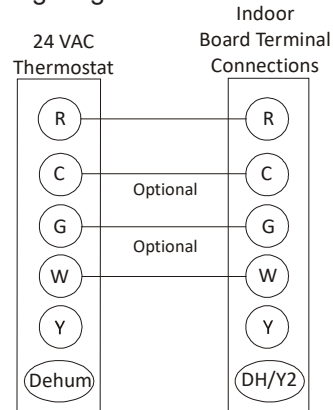 Indoor
24 VAC Board Terminal
Thermostat Connections
R R
C C
Optional
G G
Optional
W W
Y Y
Dehum DH/Y2